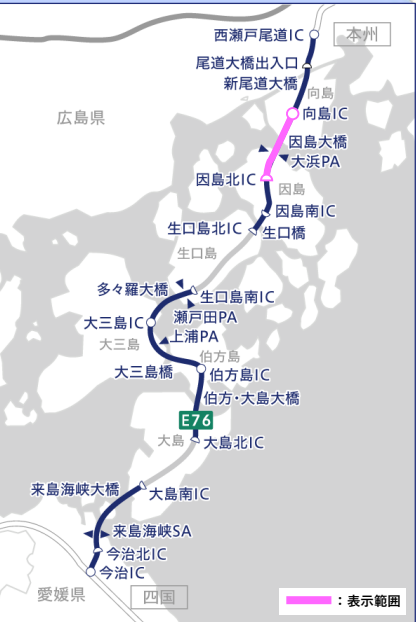 西瀬戸尾道IC
本州
尾道大橋出入口
新尾道大橋
向島
広島県
向島IC
因島大橋
大浜PA
因島北IC
因島
因島南IC
生口島北IC
生口橋
生口島
多々羅大橋
生口島南IC
瀬戸田PA
大三島IC
上浦PA
大三島
伯方島
大三島橋
伯方島IC
伯方・大島大橋
E76
大島
大島北IC
来島海峡大橋
大島南IC
来島海峡SA
今治北IC
今治IC
愛媛県
四国
：表示範囲